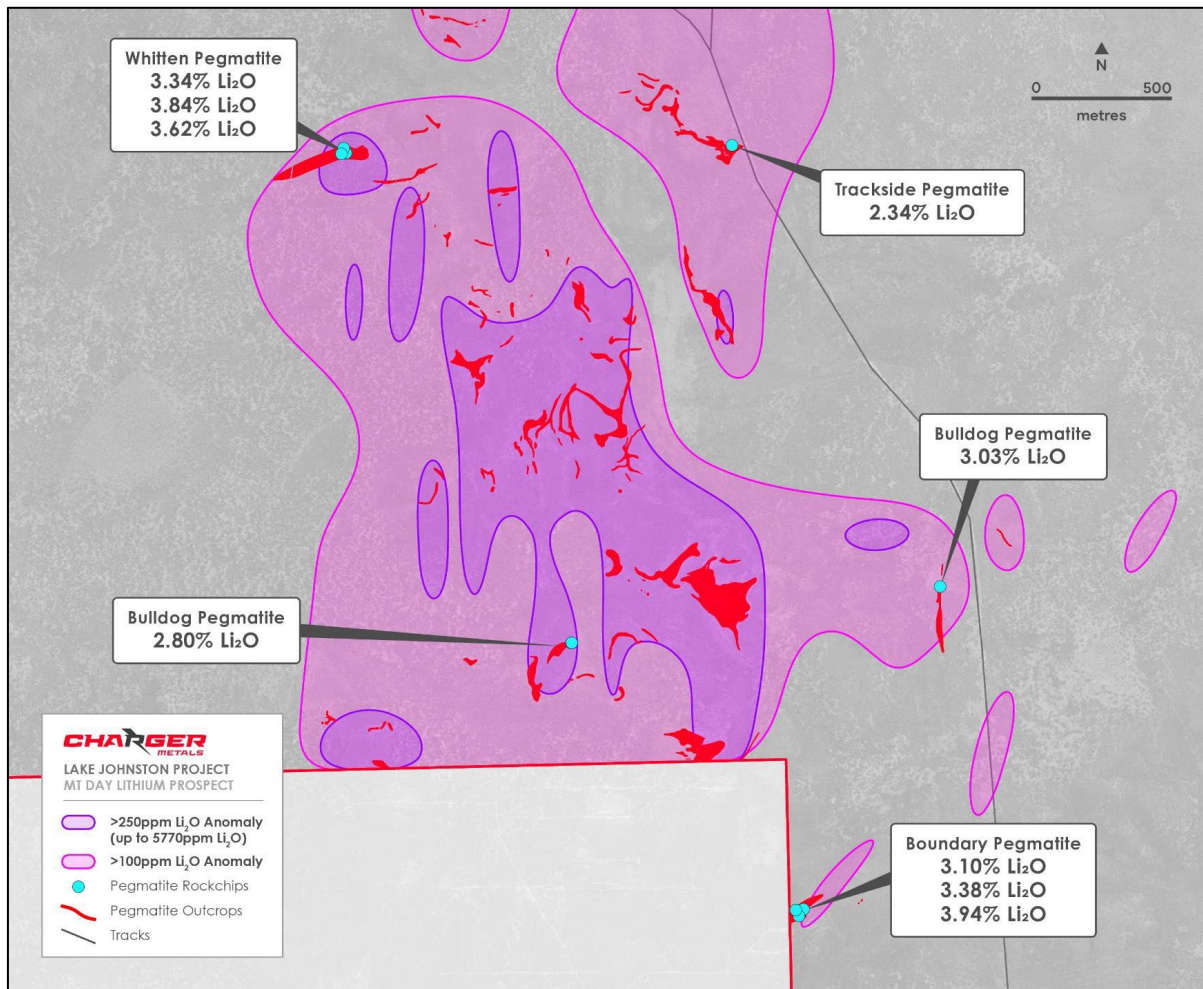 Whitten Pegmatite
3.34% Li₂O
3.84% Li₂O
3.62% Li₂O
N
0 500
metres
Trackside Pegmatite
2.34% Li₂O
Bulldog Pegmatite
3.03% Li₂O
Bulldog Pegmatite
2.80% Li₂O
CHARGER
METALS
LAKE JOHNSTON PROJECT
MT DAY LITHIUM PROSPECT
>250ppm Li₂O Anomaly
(up to 5770ppm Li₂O)
>100ppm Li₂O Anomaly
Pegmatite Rockchips
Pegmatite Outcrops
Tracks
Boundary Pegmatite
3.10% Li₂O
3.38% Li₂O
3.94% Li₂O